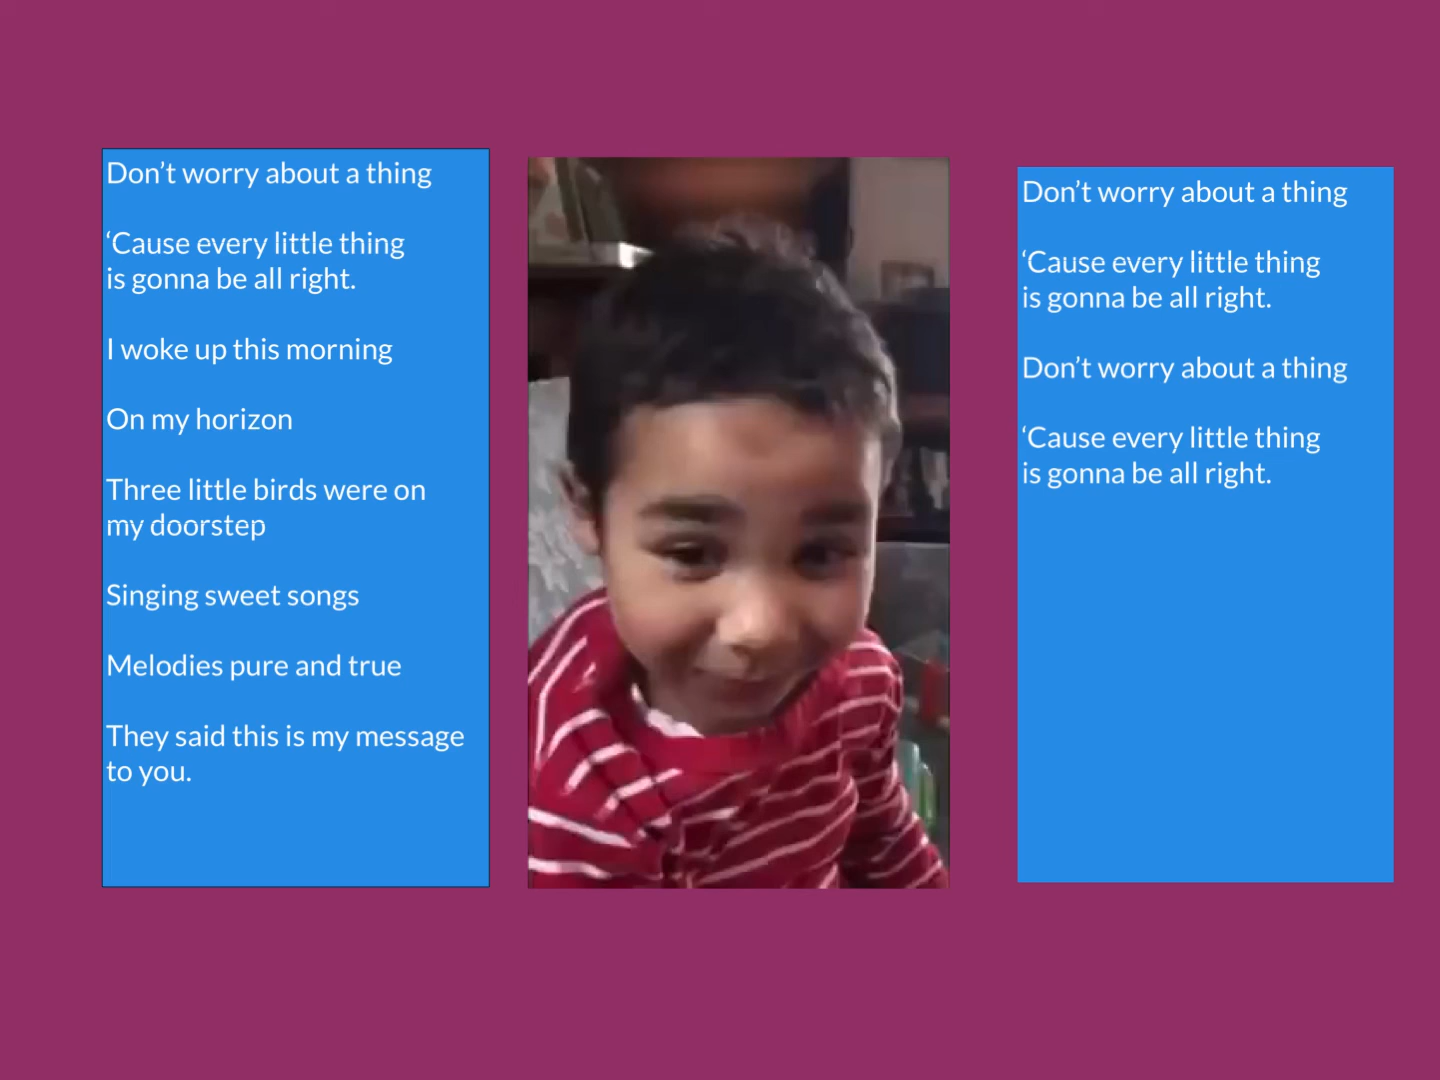 Don’t worry about a thing
‘Cause every little thing
is gonna be all right.
I woke up this morning
On my horizon
Three little birds were on
my doorstep
Singing sweet songs
Melodies pure and true
They said this is my message
to you.
Don’t worry about a thing
‘Cause every little thing
is gonna be all right.
Don’t worry about a thing
‘Cause every little thing
is gonna be all right.